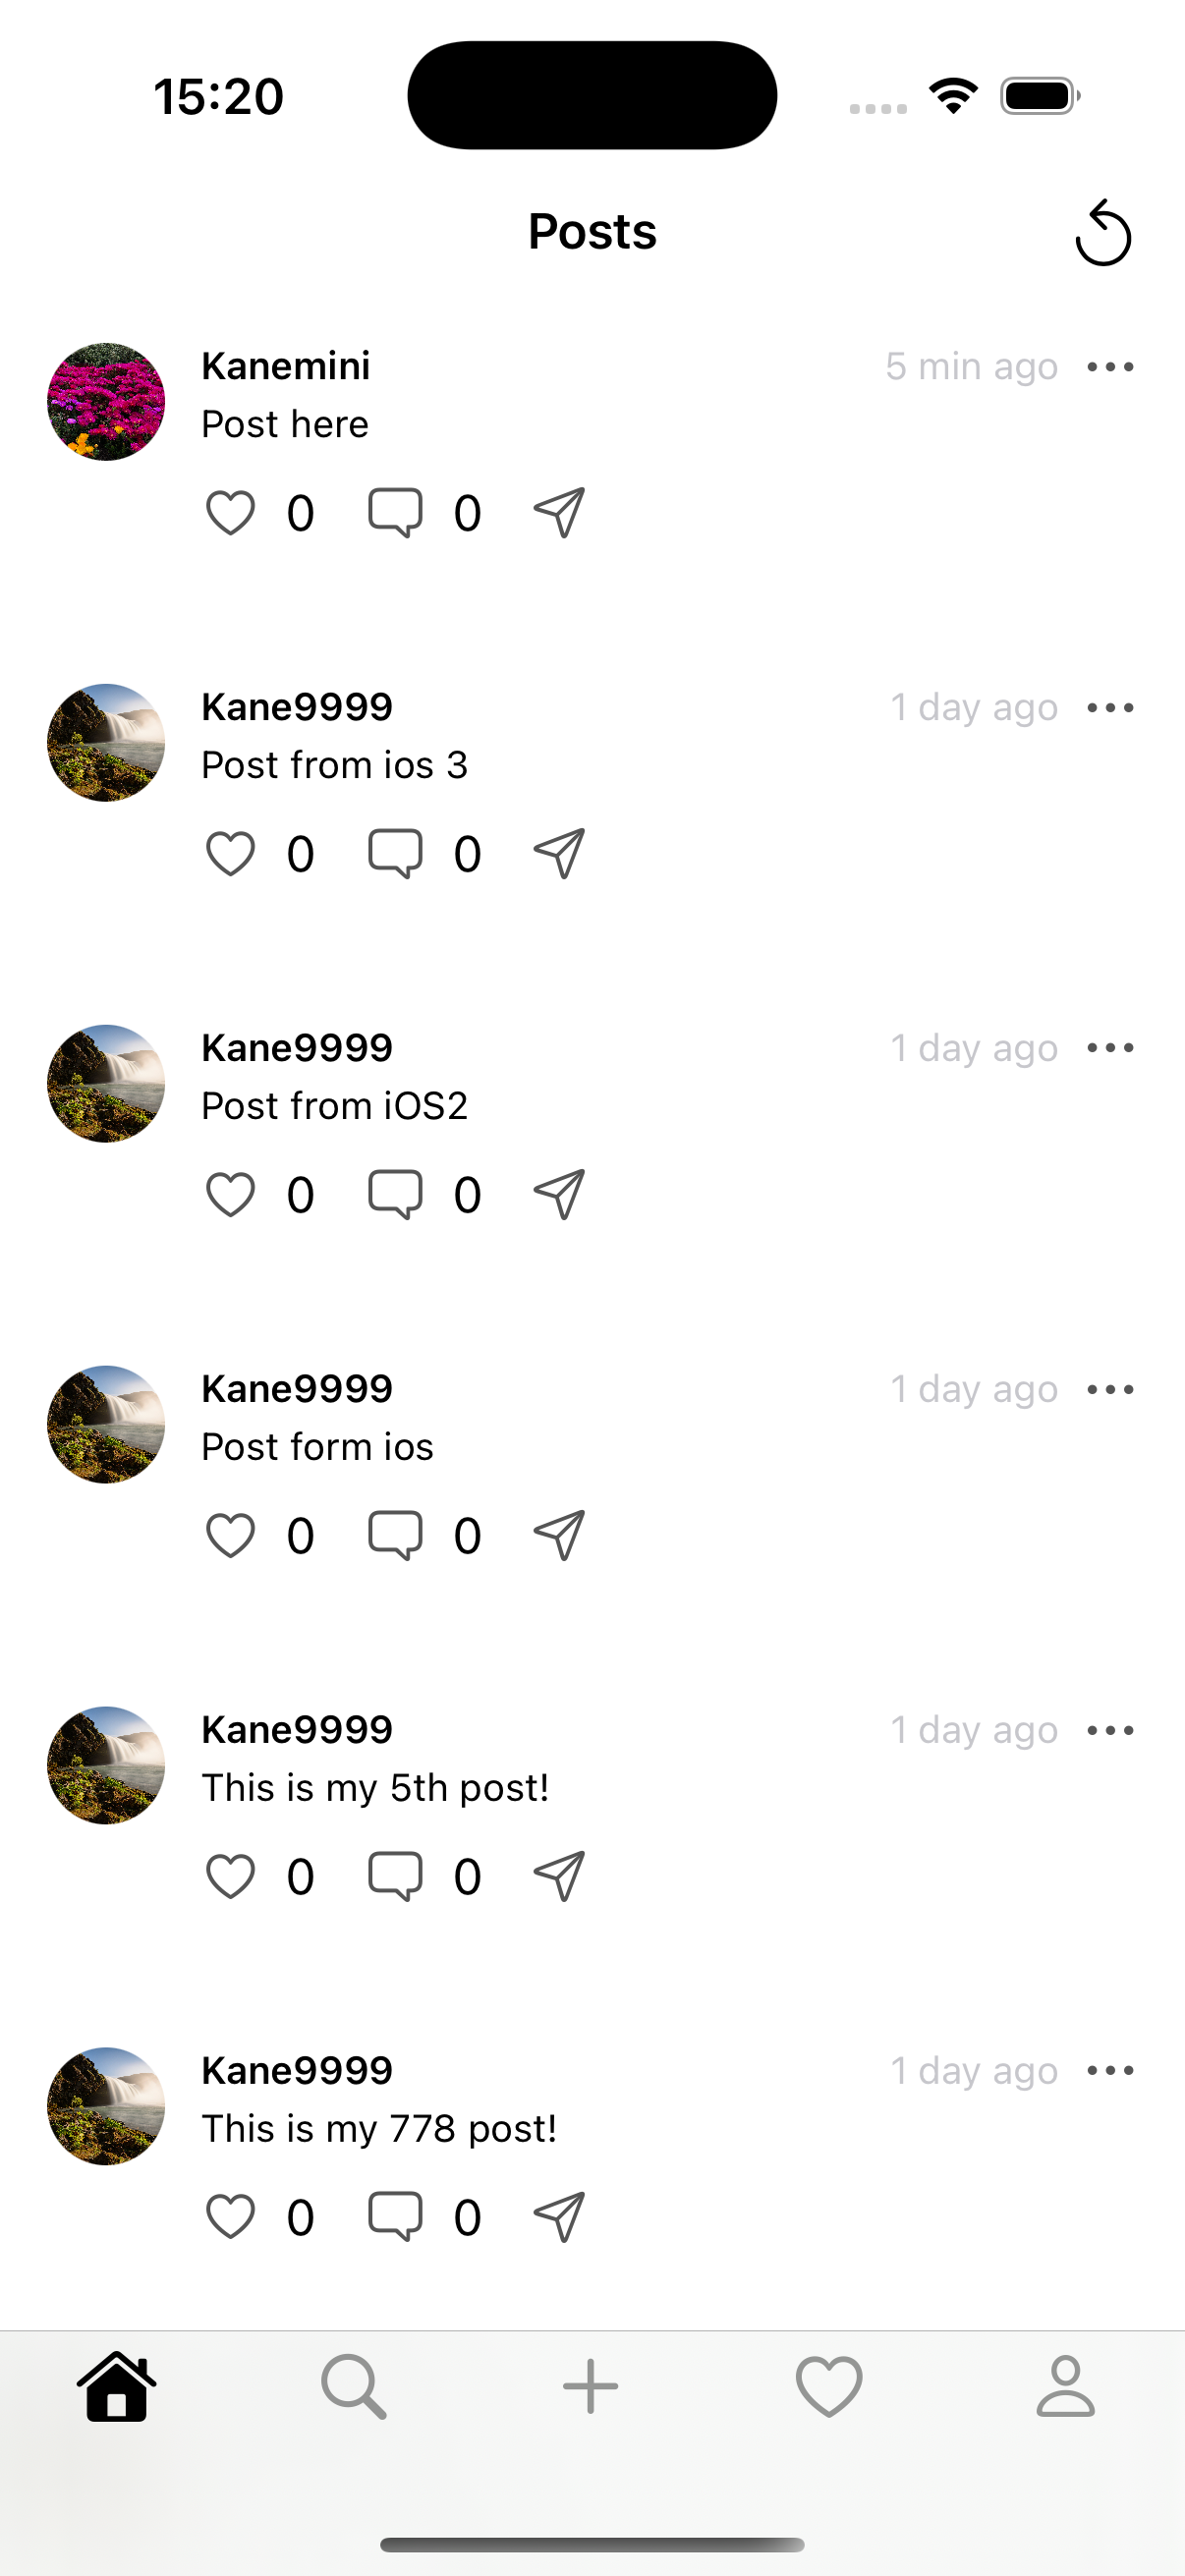 15:20
Posts
Kanemini
5 min ago
Post here
0
0
Kane9999
1 day ago
Post from ios 3
0
0
Kane9999
1 day ago
Post from iOS2
0
0
Kane9999
1 day ago
Post form ios
0
0
Kane9999
1 day ago
This is my 5th post!
0
0
Kane9999
1 day ago
This is my 778 post!
0
0